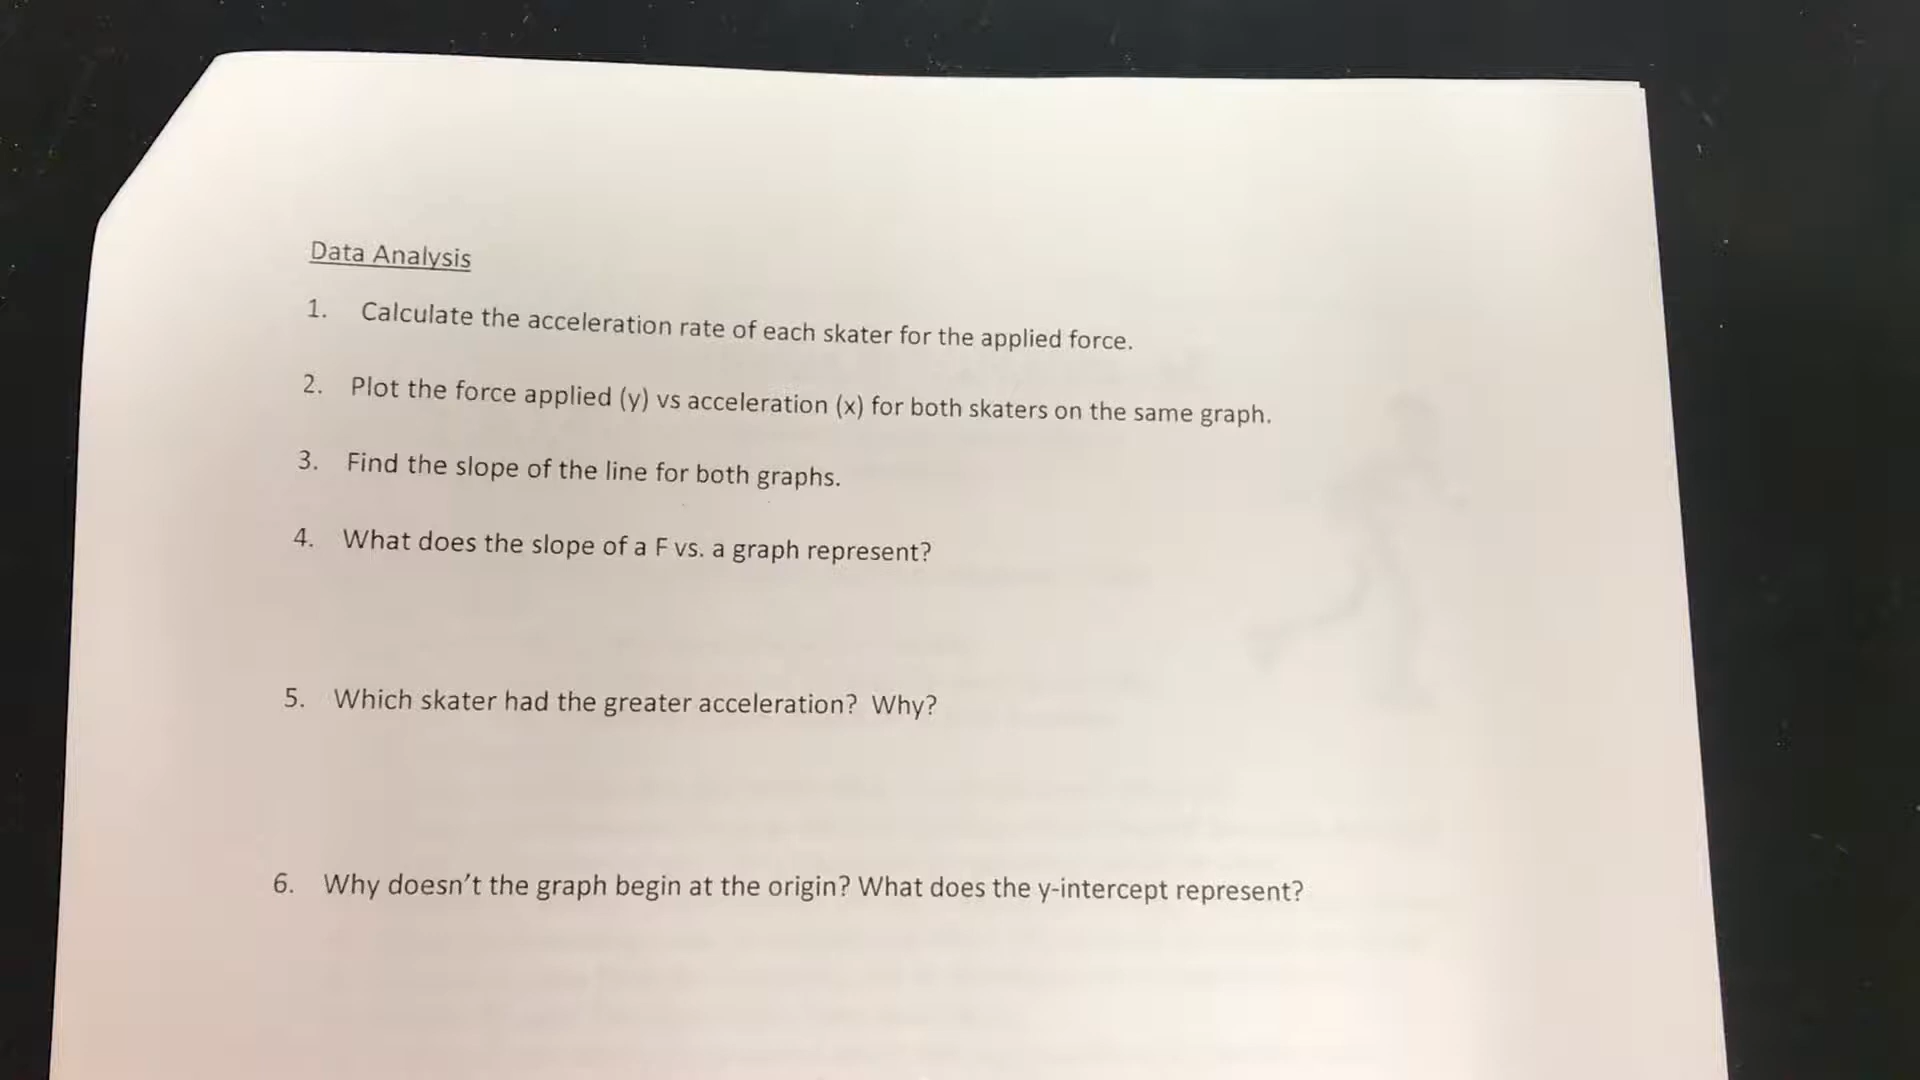 Data Analysis
1. Calculate the acceleration rate of each skater for the applied force.
2. Plot the force applied (y) vs acceleration (x) for both skaters on the same graph.
3. Find the slope of the line for both graphs.
4. What does the slope of a F vs. a graph represent?
5. Which skater had the greater acceleration? Why?
6. Why doesn't the graph begin at the origin? What does the y-intercept represent?